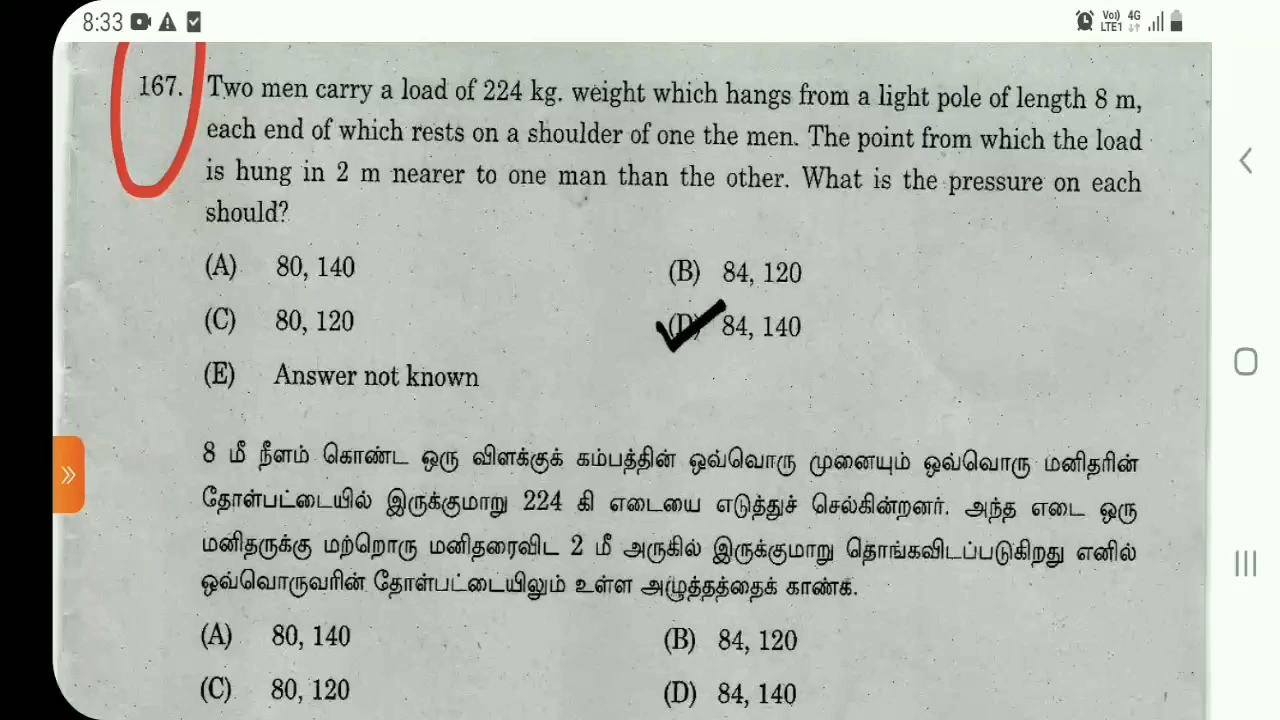 8:33
Vo) 4G
LTE1
167. Two men carry a load of 224 kg. weight which hangs from a light pole of length 8 m,
each end of which rests on a shoulder of one the men. The point from which the load
is hung in 2 m nearer to one man than the other. What is the pressure on each
should?
(A) 80, 140 (B) 84, 120
(C) 80, 120 (D) 84, 140
(E) Answer not known
8 மீ நீளம் கொண்ட ஒரு விளக்குக் கம்பத்தின் ஒவ்வொரு முனையும் ஒவ்வொரு மனிதரின்
தோள்பட்டையில் இருக்குமாறு 224 கி எடையை எடுத்துச் செல்கின்றனர். அந்த எடை ஒரு
மனிதருக்கு மற்றொரு மனிதரைவிட 2 மீ அருகில் இருக்குமாறு தொங்கவிடப்படுகிறது எனில்
ஒவ்வொருவரின் தோள்பட்டையிலும் உள்ள அழுத்தத்தைக் காண்க.
(A) 80, 140 (B) 84, 120
(C) 80, 120 (D) 84, 140